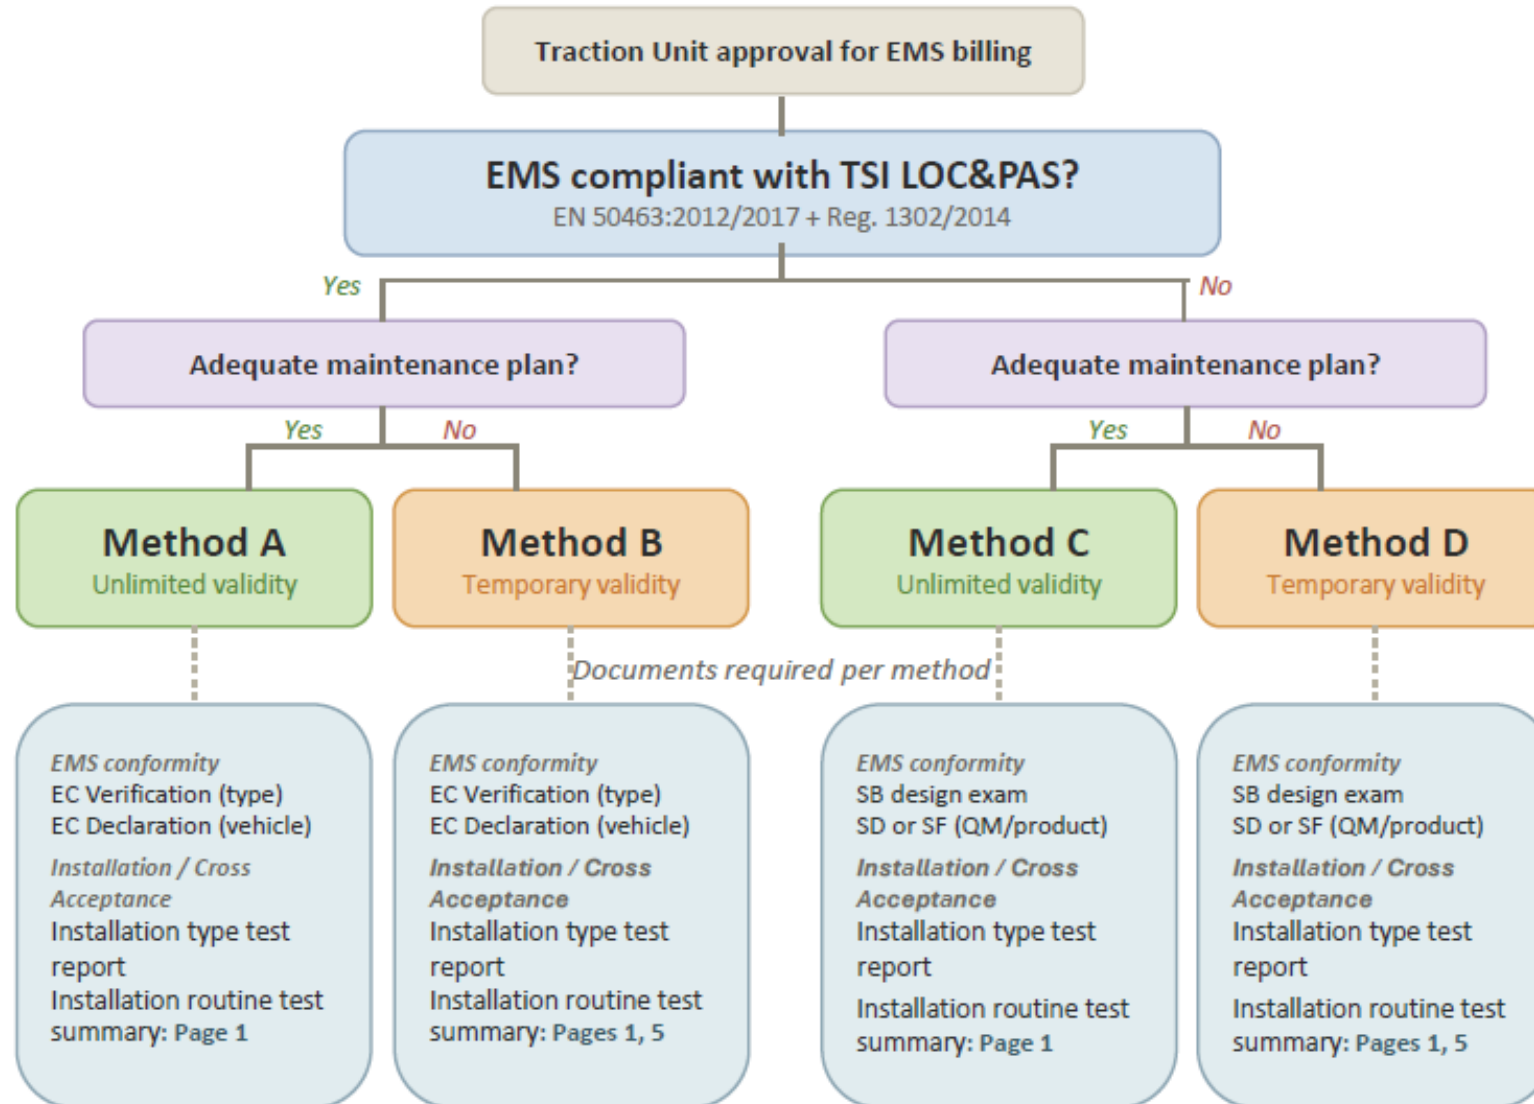 Traction Unit approval for EMS billing
EMS compliant with TSI LOC&PAS?
EN 50463:2012/2017 + Reg. 1302/2014
Yes
No
Adequate maintenance plan?
Adequate maintenance plan?
Yes
No
Yes
No
Method A
Unlimited validity
Method B
Temporary validity
Method C
Unlimited validity
Method D
Temporary validity
Documents required per method
EMS conformity
EC Verification (type)
EC Declaration (vehicle)
Installation / Cross
Acceptance
Installation type test
report
Installation routine test
summary: Page 1
EMS conformity
EC Verification (type)
EC Declaration (vehicle)
Installation / Cross
Acceptance
Installation type test
report
Installation routine test
summary: Pages 1, 5
EMS conformity
SB design exam
SD or SF (QM/product)
Installation / Cross
Acceptance
Installation type test
report
Installation routine test
summary: Page 1
EMS conformity
SB design exam
SD or SF (QM/product)
Installation / Cross
Acceptance
Installation type test
report
Installation routine test
summary: Pages 1, 5